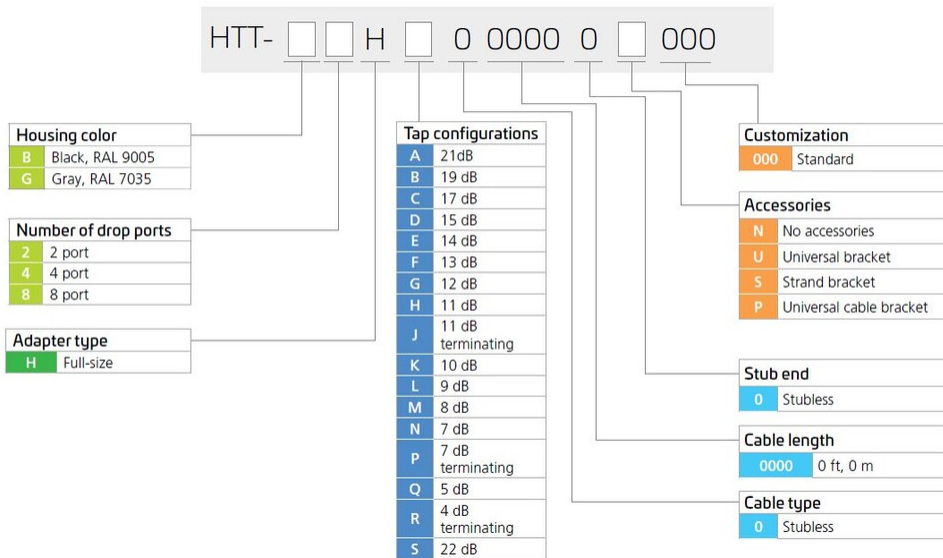 HTT- H 0 0000 0 000
Housing color
B Black, RAL 9005
G Gray, RAL 7035
Number of drop ports
2 2 port
4 4 port
8 8 port
Adapter type
H Full-size
Tap configurations
A 21dB
B 19 dB
C 17 dB
D 15 dB
E 14 dB
F 13 dB
G 12 dB
H 11 dB
J 11 dB
terminating
K 10 dB
L 9 dB
M 8 dB
N 7 dB
P 7 dB
terminating
Q 5 dB
R 4 dB
terminating
S 22 dB
Customization
000 Standard
Accessories
N No accessories
U Universal bracket
S Strand bracket
P Universal cable bracket
Stub end
0 Stubless
Cable length
0000 0 ft, 0 m
Cable type
0 Stubless